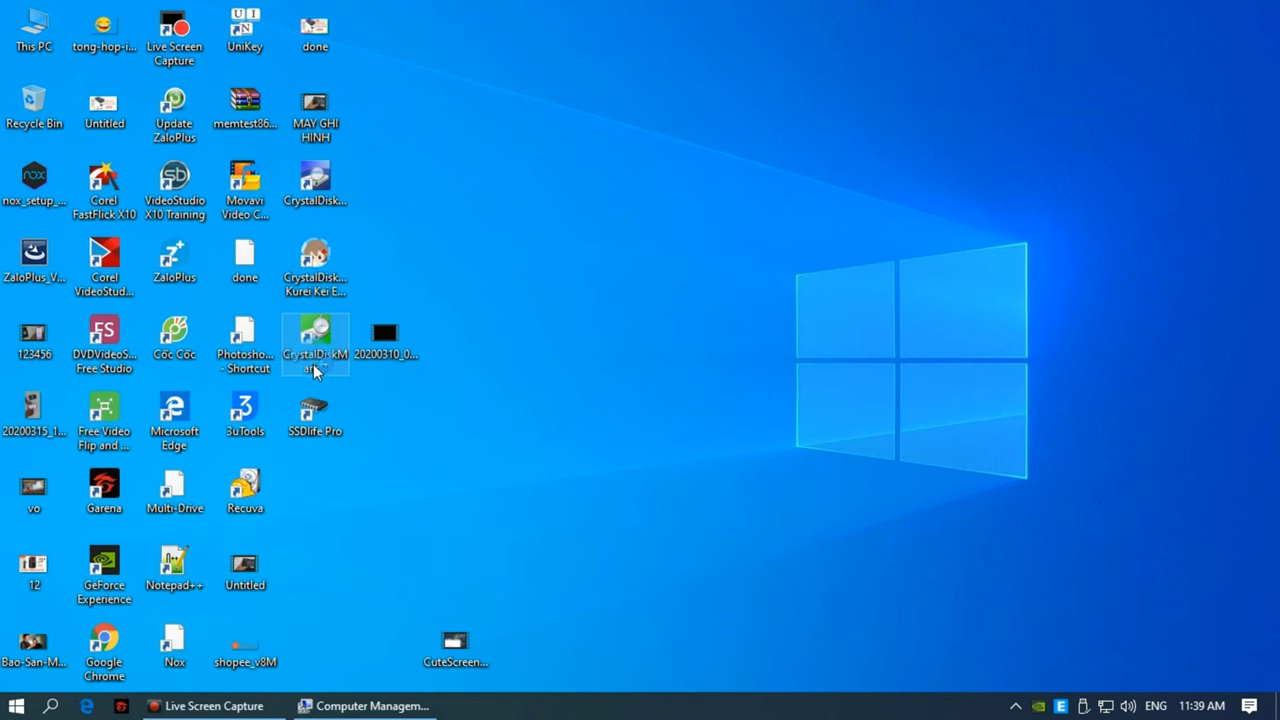 This PC
tong-hop-i...
Live Screen
Capture
UniKey
done
Recycle Bin
Untitled
Update
ZaloPlus
memtest86...
MAY GHI
HINH
nox_setup_...
Corel
FastFlick X10
VideoStudio
X10 Training
Movavi
Video C...
CrystalDisk...
ZaloPlus_V...
Corel
VideoStud...
ZaloPlus
done
CrystalDisk...
Kurei Kei E...
123456
DVDVideoS...
Free Studio
Cốc Cốc
Photosho...
- Shortcut
CrystalDiskM
20200310_0...
20200315_1...
Free Video
Flip and ...
Microsoft
Edge
3uTools
SSDlife Pro
vo
Garena
Multi-Drive
Recuva
12
GeForce
Experience
Notepad++
Untitled
Bao-San-M...
Google
Chrome
Nox
shopee_v8M
CuteScreen...
Live Screen Capture
Computer Managem...
ENG
11:39 AM